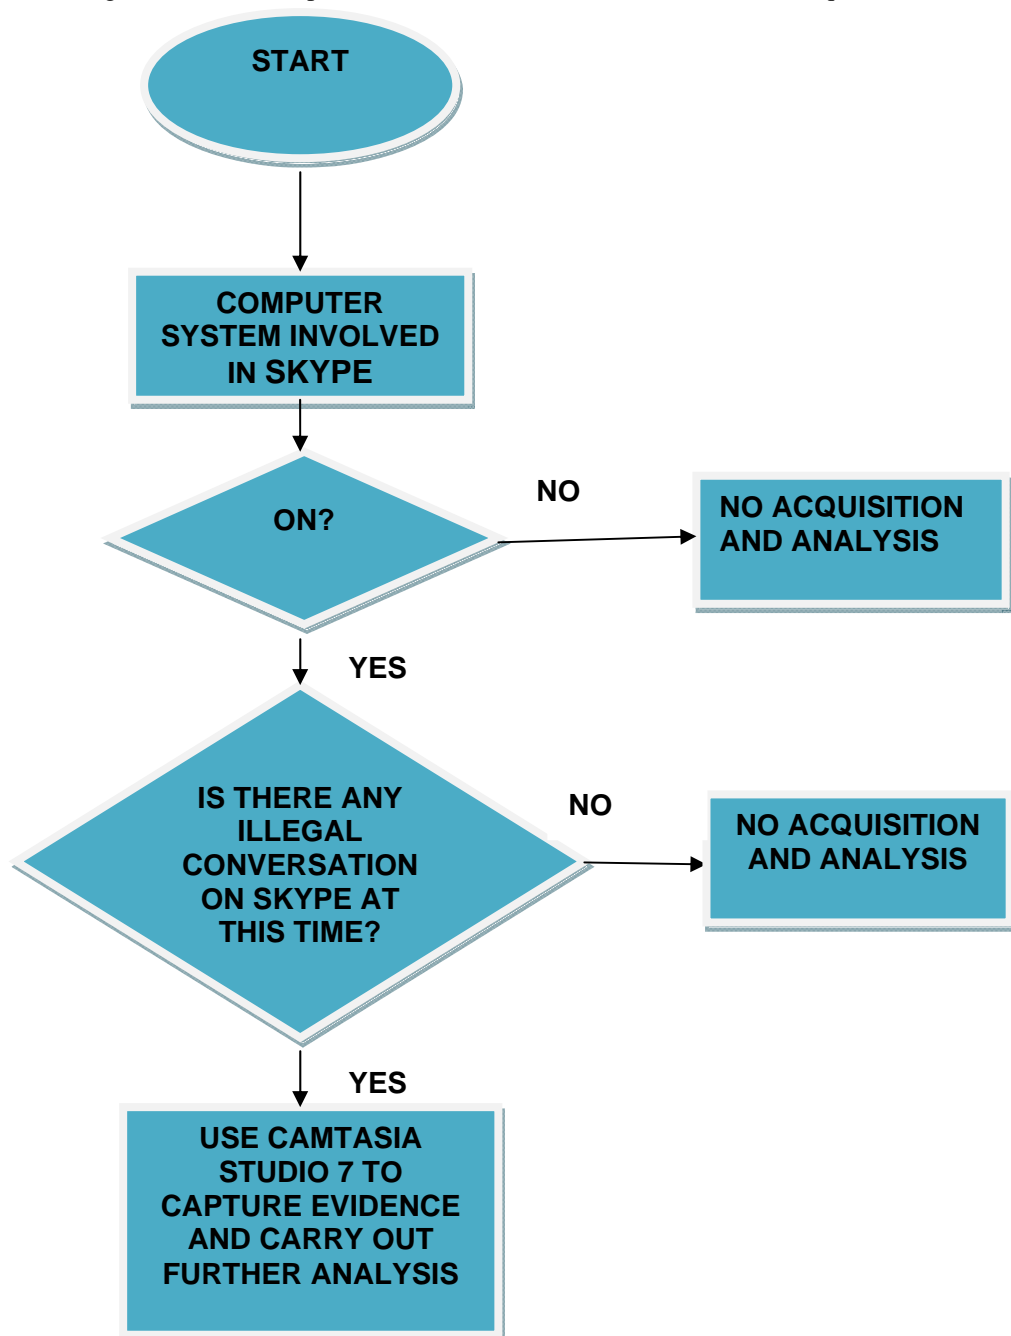 START
COMPUTER
SYSTEM INVOLVED
IN SKYPE
ON?
NO
NO ACQUISITION
AND ANALYSIS
YES
IS THERE ANY
ILLEGAL
CONVERSATION
ON SKYPE AT
THIS TIME?
NO
NO ACQUISITION
AND ANALYSIS
YES
USE CAMTASIA
STUDIO 7 TO
CAPTURE EVIDENCE
AND CARRY OUT
FURTHER ANALYSIS